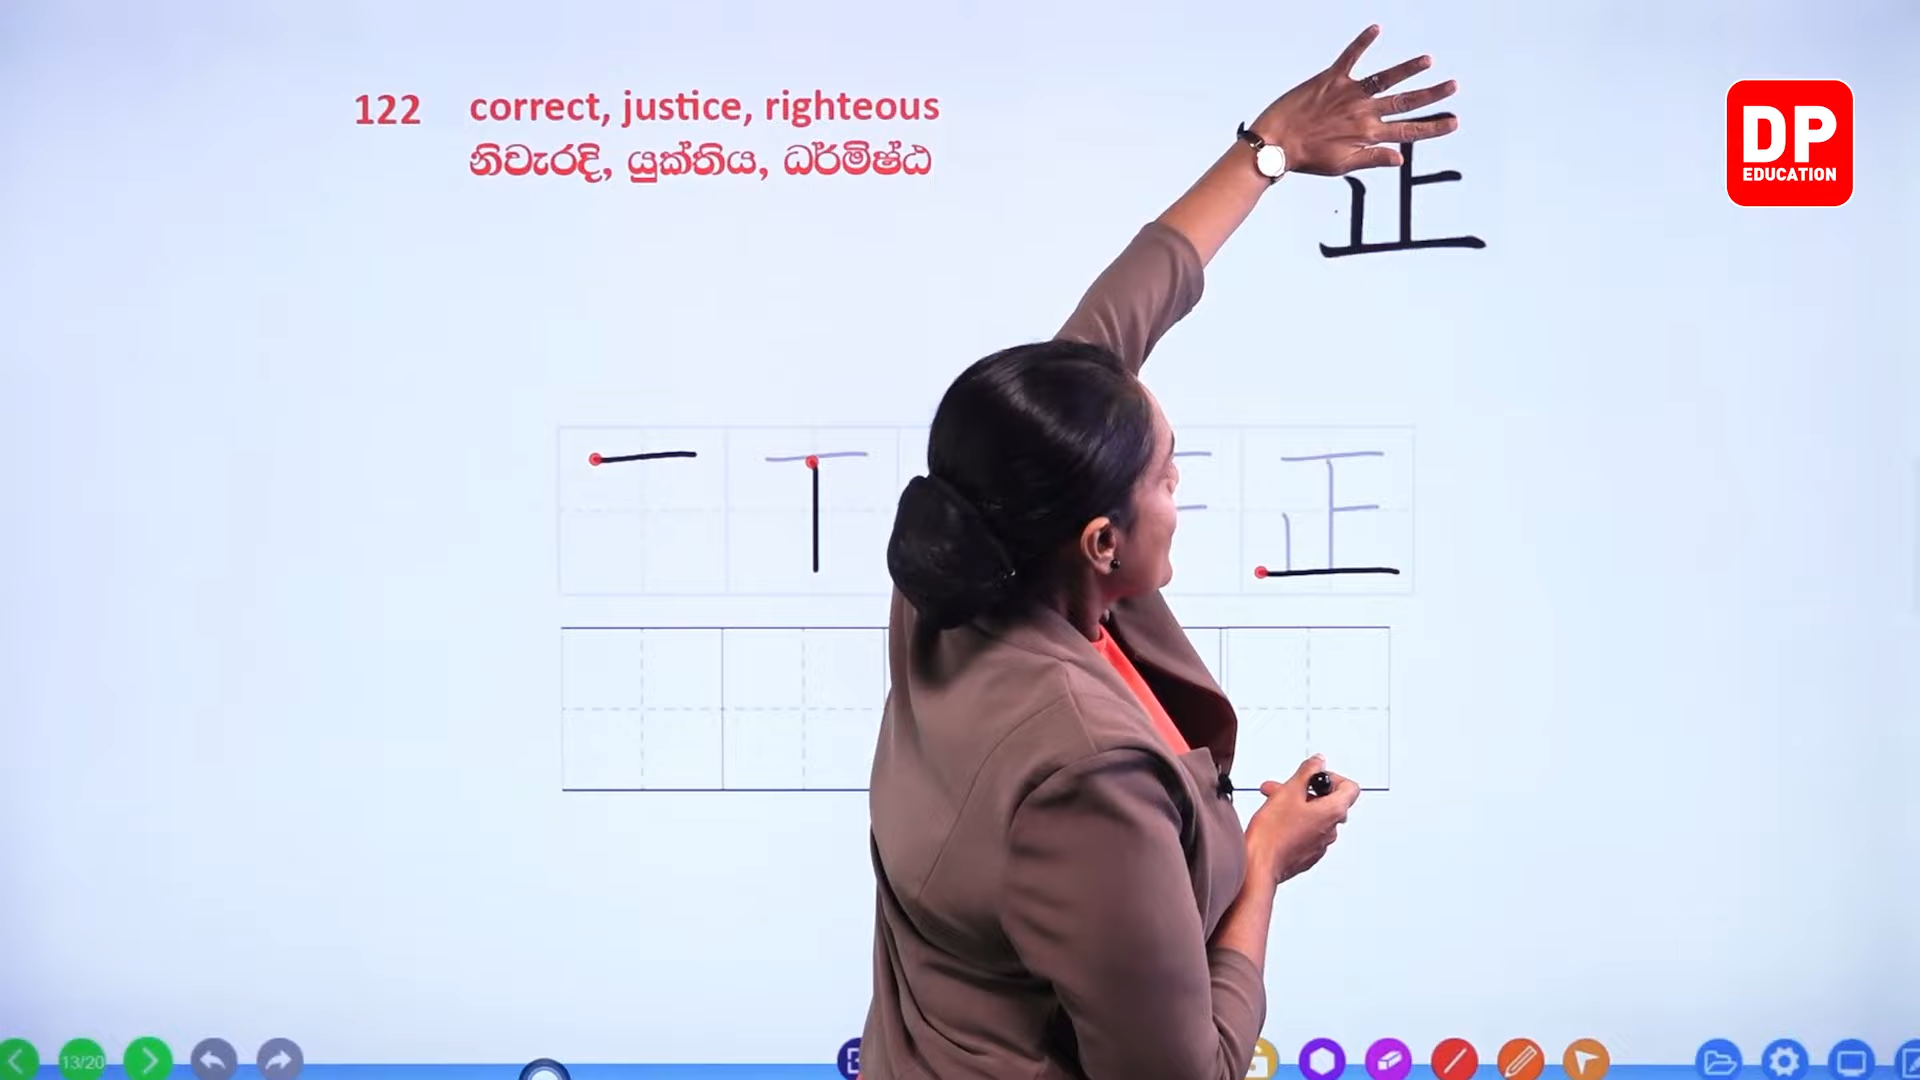 122 correct, justice, righteous
නිවැරදි, යුක්තිය, ධර්මිෂ්ඨ
正
DP
EDUCATION
13/20